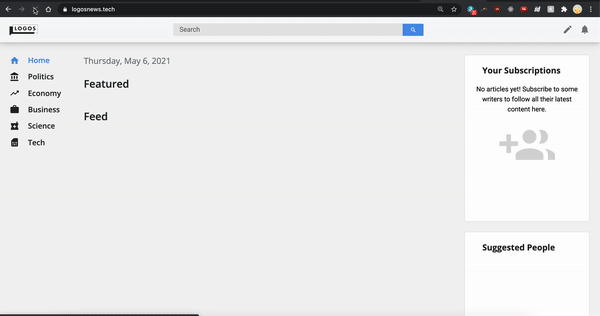 logosnews.tech
LOGOS
Search
Home
Politics
Economy
Business
Science
Tech
Thursday, May 6, 2021
Featured
Feed
Your Subscriptions
No articles yet! Subscribe to some
writers to follow all their latest
content here.
Suggested People